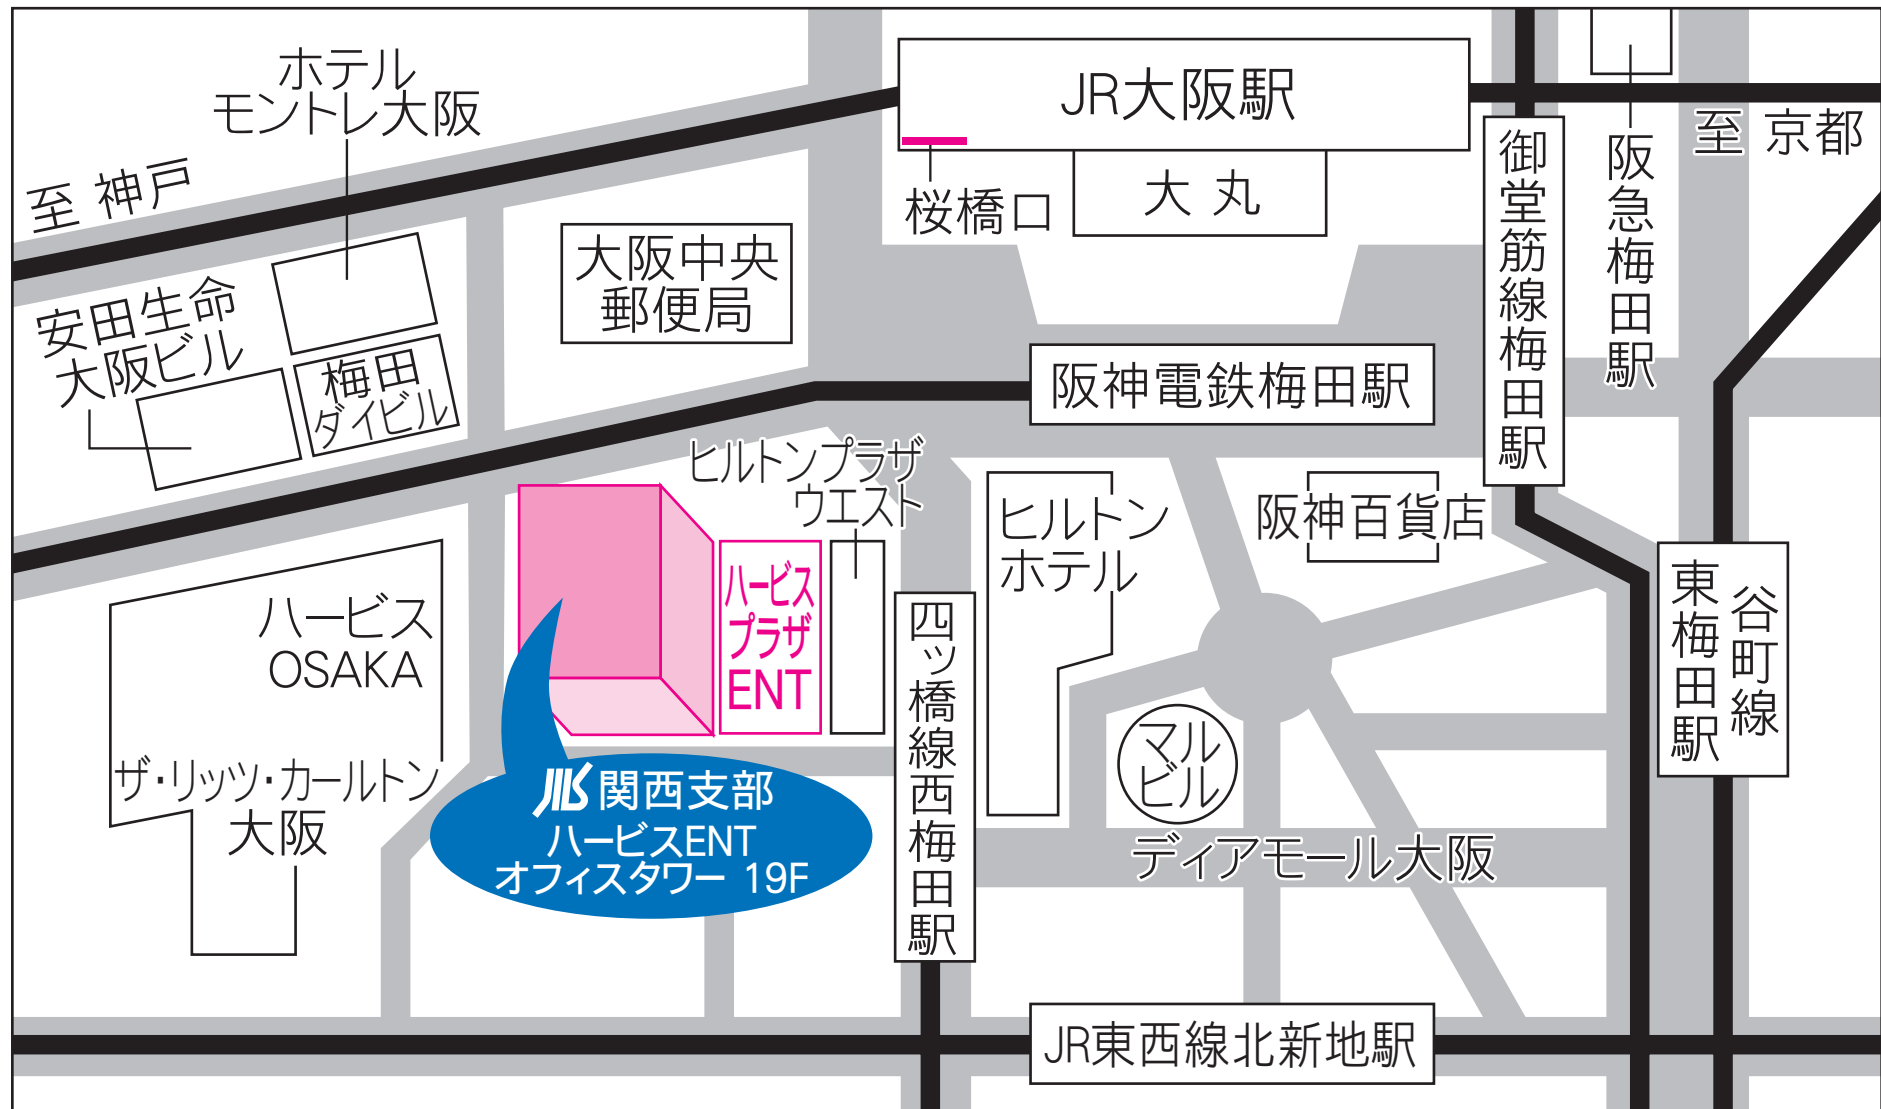 ホテル
モントレ大阪
JR大阪駅
至 神戸
桜橋口
大 丸
御堂筋線梅田駅
阪急梅田駅
至 京都
大阪中央
郵便局
安田生命
大阪ビル
梅田
ダイビル
阪神電鉄梅田駅
ヒルトンプラザ
ウエスト
ヒルトン
ホテル
阪神百貨店
ハービス
OSAKA
ハービス
プラザ
ENT
四ッ橋線西梅田駅
東梅田駅
谷町線
ザ・リッツ・カールトン
大阪
マル
ビル
JIS 関西支部
ハービスENT
オフィスタワー 19F
ディアモール大阪
JR東西線北新地駅